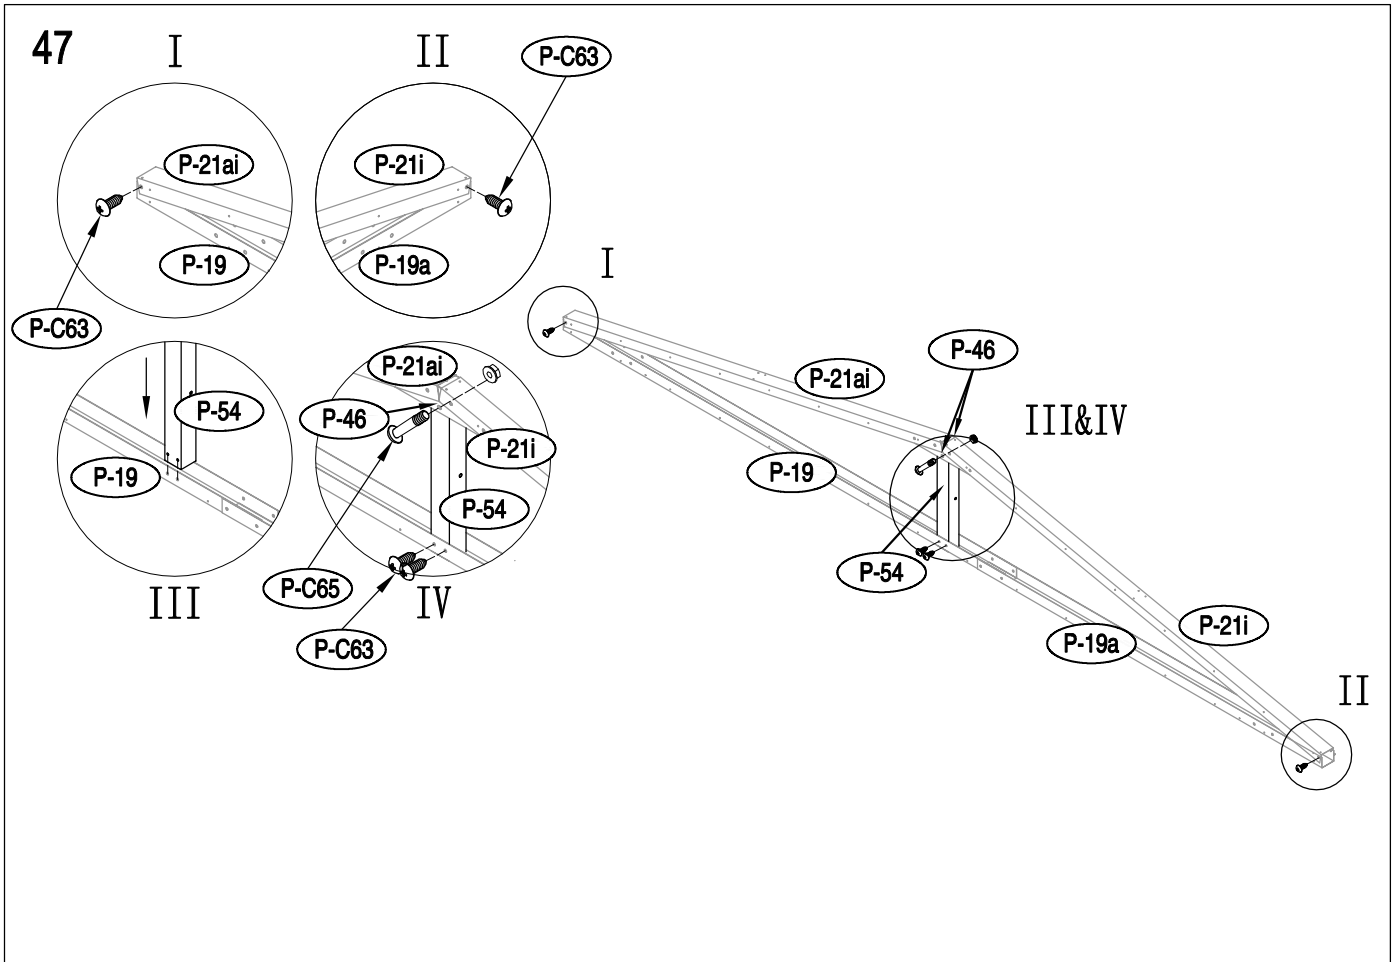 47
I
II
P-C63
P-21ai
P-21i
P-19
P-19a
P-C63
P-21ai
P-54
P-46
P-21i
P-19
P-54
P-C65
III
IV
P-C63
I
P-46
P-21ai
III&IV
P-19
P-54
P-21i
P-19a
II